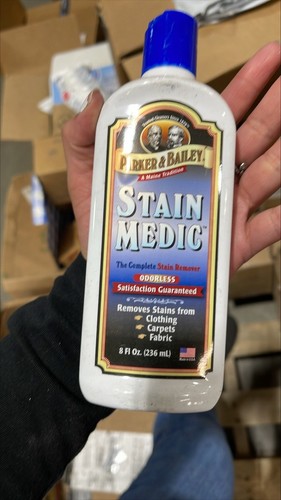 PARKER & BAILEY
A Maine Tradition
STAIN
MEDIC™
The Complete Stain Remover
ODORLESS
Satisfaction Guaranteed
Removes Stains from
Clothing
Carpets
Fabric
8 Fl Oz. (236 mL)